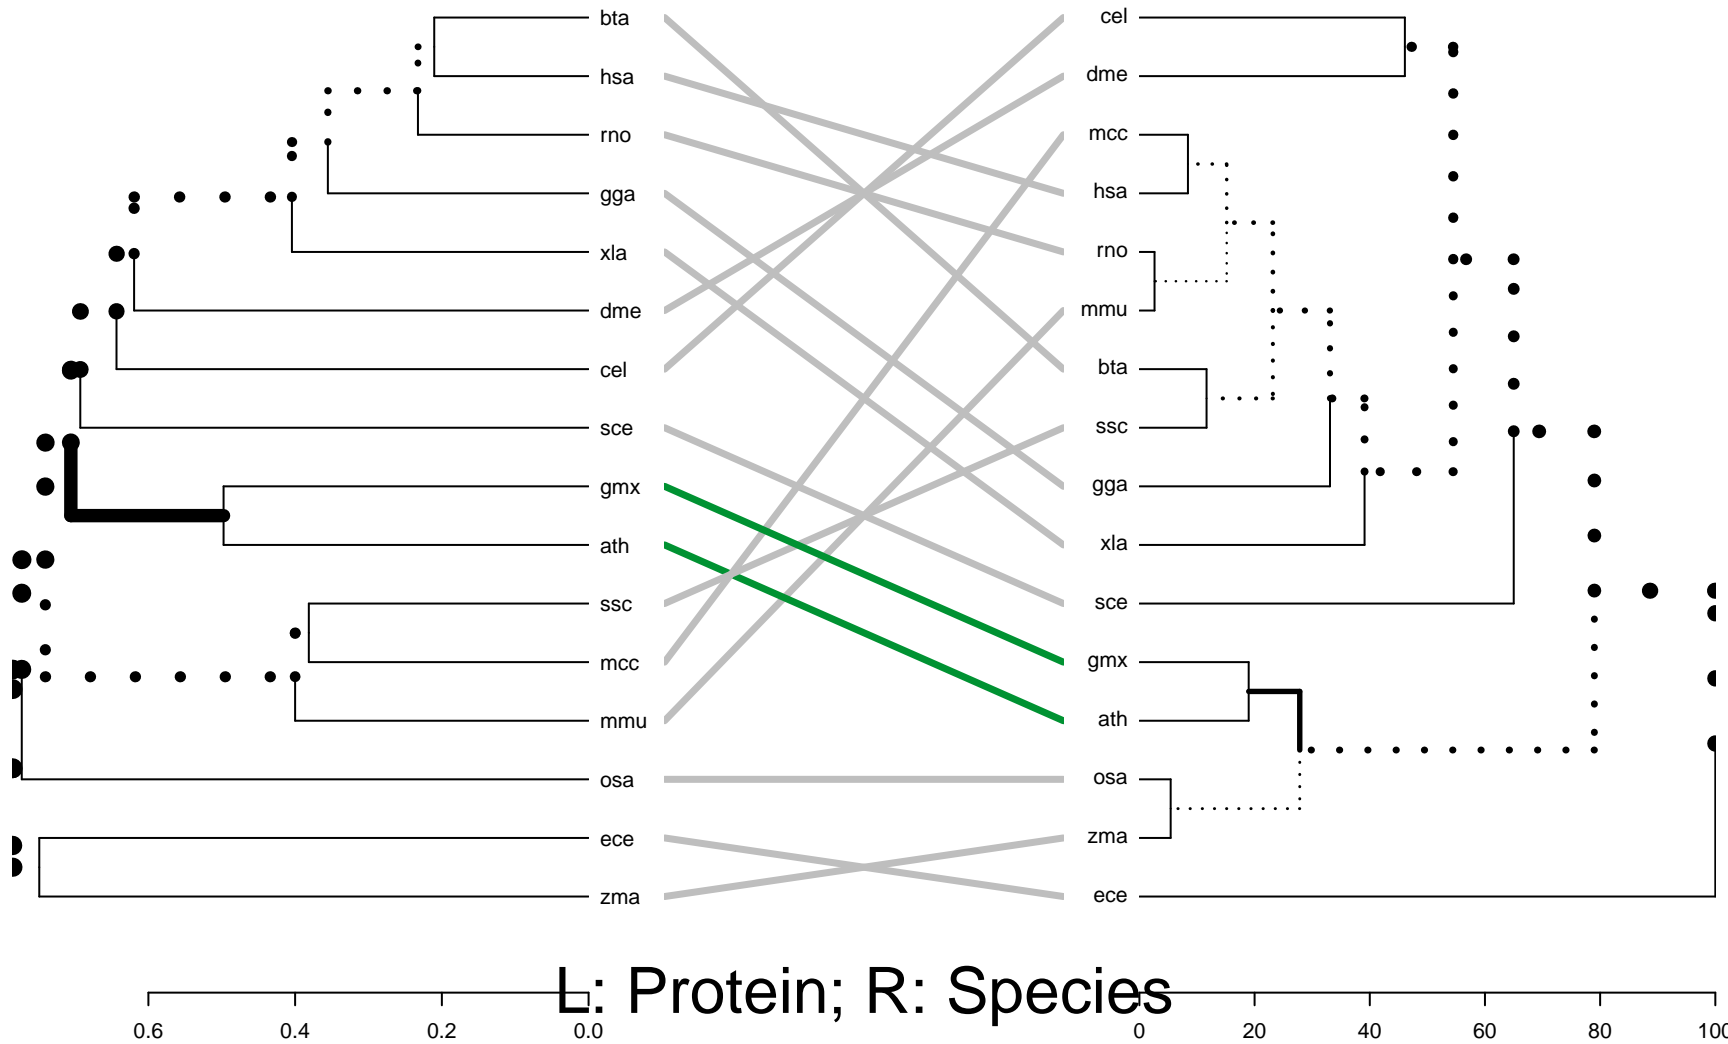 bta
hsa
rno
gga
xla
dme
cel
sce
gmx
ath
ssc
mcc
mmu
osa
ece
zma
cel
dme
mcc
hsa
rno
mmu
bta
ssc
gga
xla
sce
gmx
ath
osa
zma
ece
L: Protein; R: Species
0.6 0.4 0.2 0.0
0 20 40 60 80 100